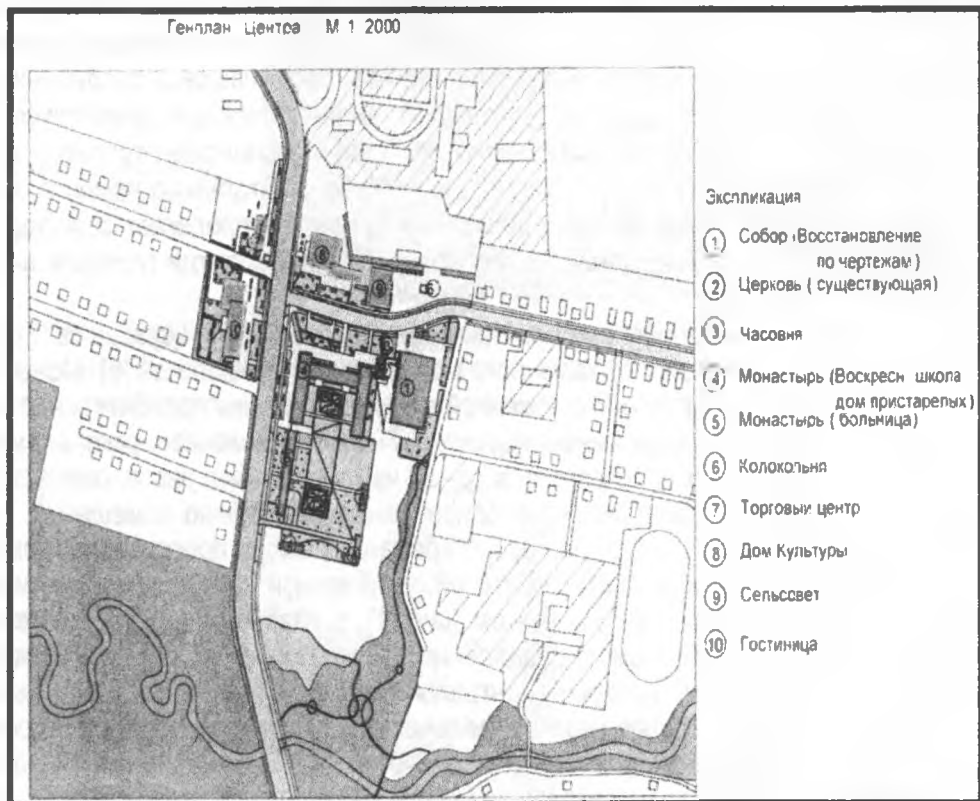 Генплан Центра М 1 2000
Экспликация
1 Собор (Восстановление
по чертежам)
2 Церковь ( существующая)
3 Часовня
4 Монастырь (Воскресн школа
дом пристарелых)
5 Монастырь ( больница)
6 Колокольня
7 Торговый центр
8 Дом Культуры
9 Сельсовет
10 Гостиница